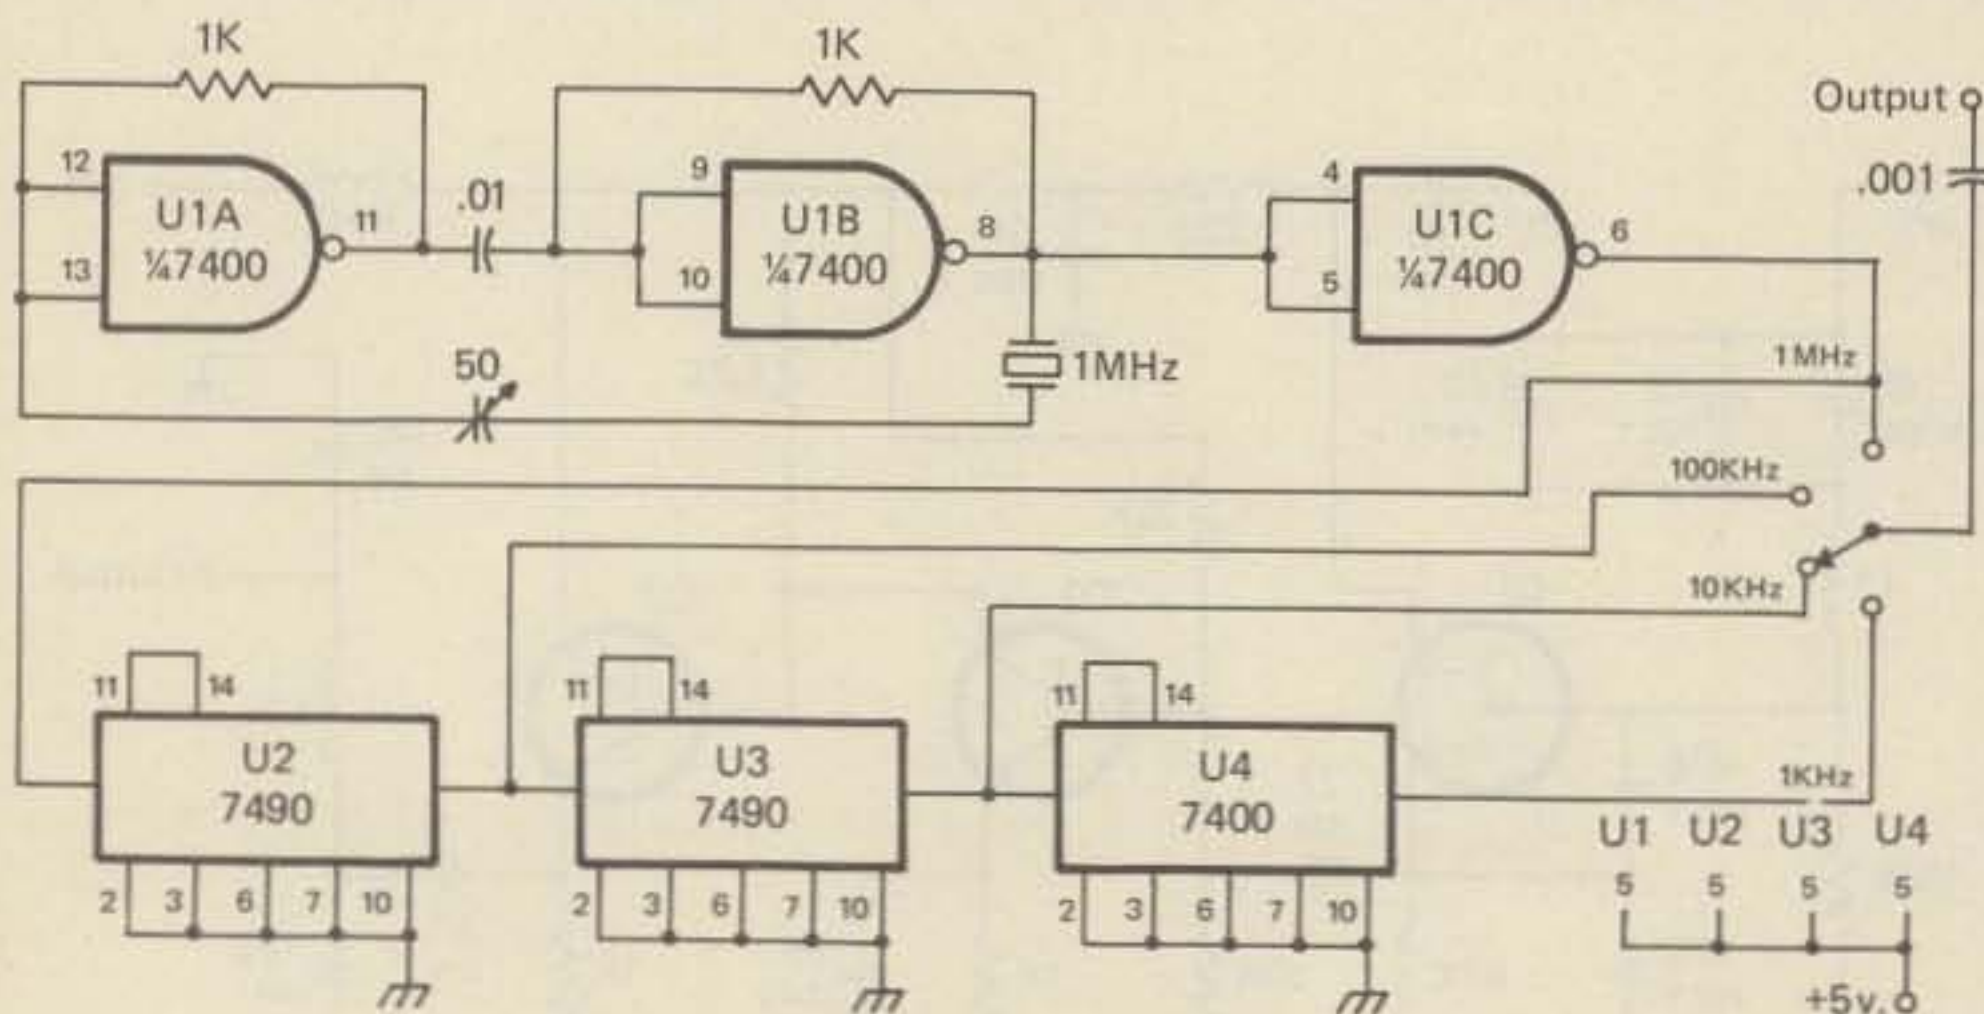 1K
1K
Output
12
13
U1A
¼7400
11
.01
9
10
U1B
¼7400
8
4
5
U1C
¼7400
6
.001
50
1MHz
1MHz
100KHz
10KHz
1KHz
11
14
U2
7490
2 3 6 7 10
11
14
U3
7490
2 3 6 7 10
11
14
U4
7400
2 3 6 7 10
U1 U2 U3 U4
5 5 5 5
+5v.